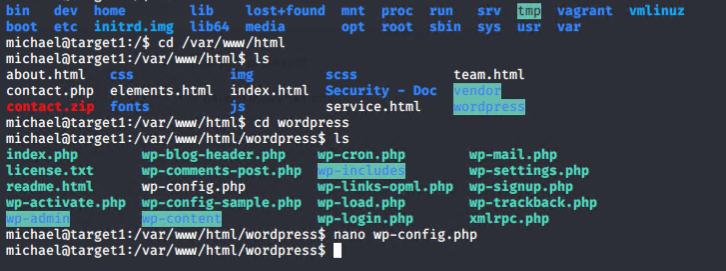 bin dev home lib lost+found mnt proc run srv tmp vagrant vmlinuz
boot etc initrd.img lib64 media opt root sbin sys usr var
michael@target1:/$ cd /var/www/html
michael@target1:/var/www/html$ ls
about.html css img scss team.html
contact.php elements.html index.html Security - Doc vendor
contact.zip fonts js service.html wordpress
michael@target1:/var/www/html$ cd wordpress
michael@target1:/var/www/html/wordpress$ ls
index.php wp-blog-header.php wp-cron.php wp-mail.php
license.txt wp-comments-post.php wp-includes wp-settings.php
readme.html wp-config.php wp-links-opml.php wp-signup.php
wp-activate.php wp-config-sample.php wp-load.php wp-trackback.php
wp-admin wp-content wp-login.php xmlrpc.php
michael@target1:/var/www/html/wordpress$ nano wp-config.php
michael@target1:/var/www/html/wordpress$